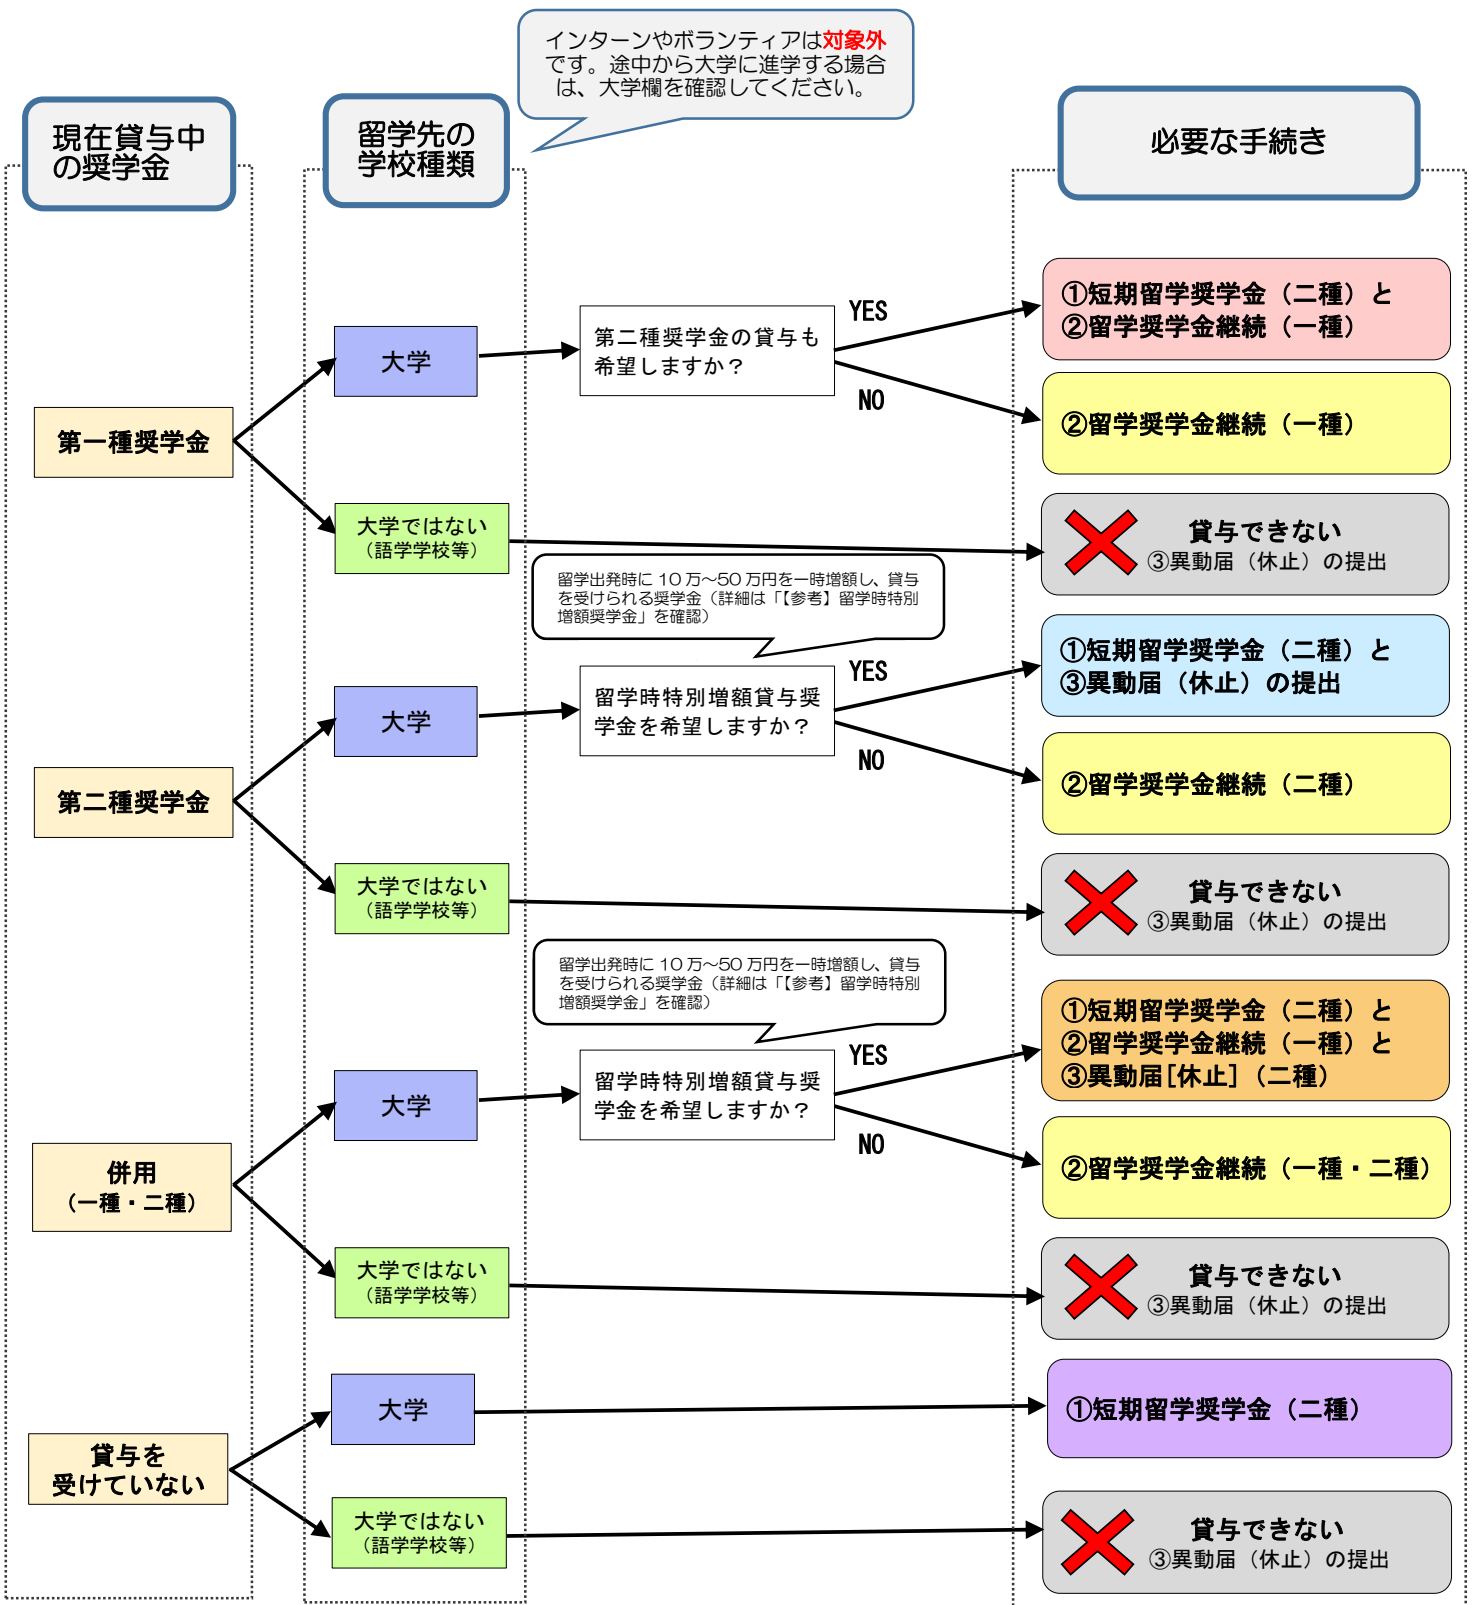 インターンやボランティアは対象外
です。途中から大学に進学する場合
は、大学欄を確認してください。
現在貸与中
の奨学金
留学先の
学校種類
必要な手続き
第一種奨学金
大学
第二種奨学金の貸与も
希望しますか？
YES
NO
①短期留学奨学金（二種）と
②留学奨学金継続（一種）
②留学奨学金継続（一種）
大学ではない
（語学学校等）
貸与できない
③異動届（休止）の提出
留学出発時に 10 万～50 万円を一時増額し、貸与
を受けられる奨学金（詳細は「【参考】留学時特別
増額奨学金」を確認）
第二種奨学金
大学
留学時特別増額貸与奨
学金を希望しますか？
YES
NO
①短期留学奨学金（二種）と
③異動届（休止）の提出
②留学奨学金継続（二種）
大学ではない
（語学学校等）
貸与できない
③異動届（休止）の提出
留学出発時に 10 万～50 万円を一時増額し、貸与
を受けられる奨学金（詳細は「【参考】留学時特別
増額奨学金」を確認）
併用
（一種・二種）
大学
留学時特別増額貸与奨
学金を希望しますか？
YES
NO
①短期留学奨学金（二種）と
②留学奨学金継続（一種）と
③異動届[休止]（二種）
②留学奨学金継続（一種・二種）
大学ではない
（語学学校等）
貸与できない
③異動届（休止）の提出
貸与を
受けていない
大学
①短期留学奨学金（二種）
大学ではない
（語学学校等）
貸与できない
③異動届（休止）の提出